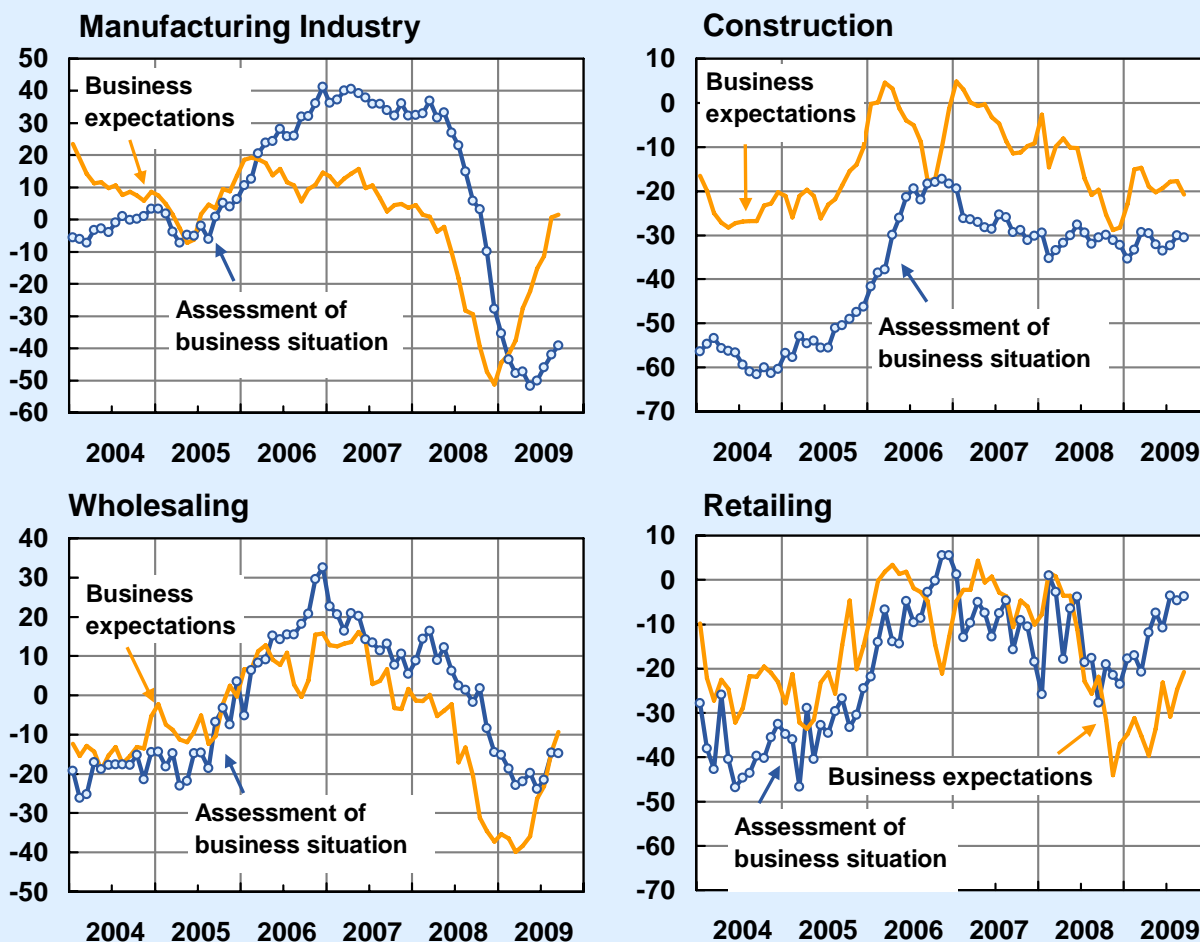 Manufacturing Industry
50
40
30
20
10
0
-10
-20
-30
-40
-50
-60
Business
expectations
Assessment of
business situation
2004 2005 2006 2007 2008 2009
Construction
10
0
-10
-20
-30
-40
-50
-60
-70
Business
expectations
Assessment of
business situation
2004 2005 2006 2007 2008 2009
Wholesaling
40
30
20
10
0
-10
-20
-30
-40
-50
Business
expectations
Assessment of
business situation
2004 2005 2006 2007 2008 2009
Retailing
10
0
-10
-20
-30
-40
-50
-60
-70
Business expectations
Assessment of
business situation
2004 2005 2006 2007 2008 2009